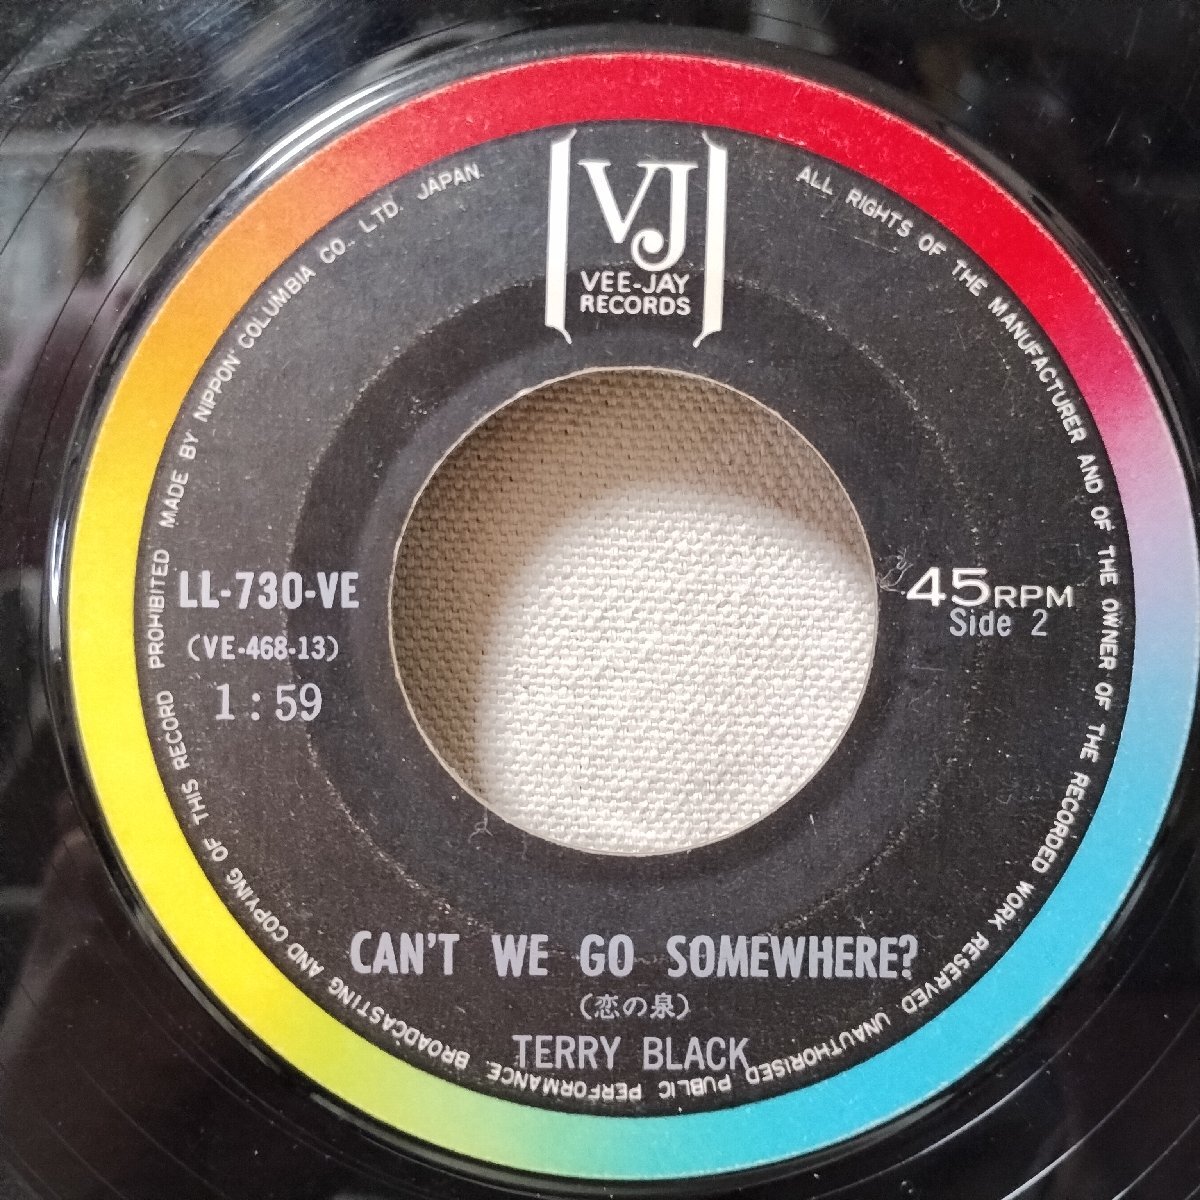 VJ
VEE-JAY
RECORDS
LL-730-VE
(VE-468-13)
1:59
45RPM
Side 2
CAN'T WE GO SOMEWHERE?
(恋の泉)
TERRY BLACK
MADE BY NIPPON COLUMBIA CO., LTD. JAPAN.
ALL RIGHTS OF THE MANUFACTURER AND OF THE OWNER OF THE RECORDED WORK RESERVED UNAUTHORISED PUBLIC PERFORMANCE. BROADCASTING AND COPYING OF THIS RECORD PROHIBITED